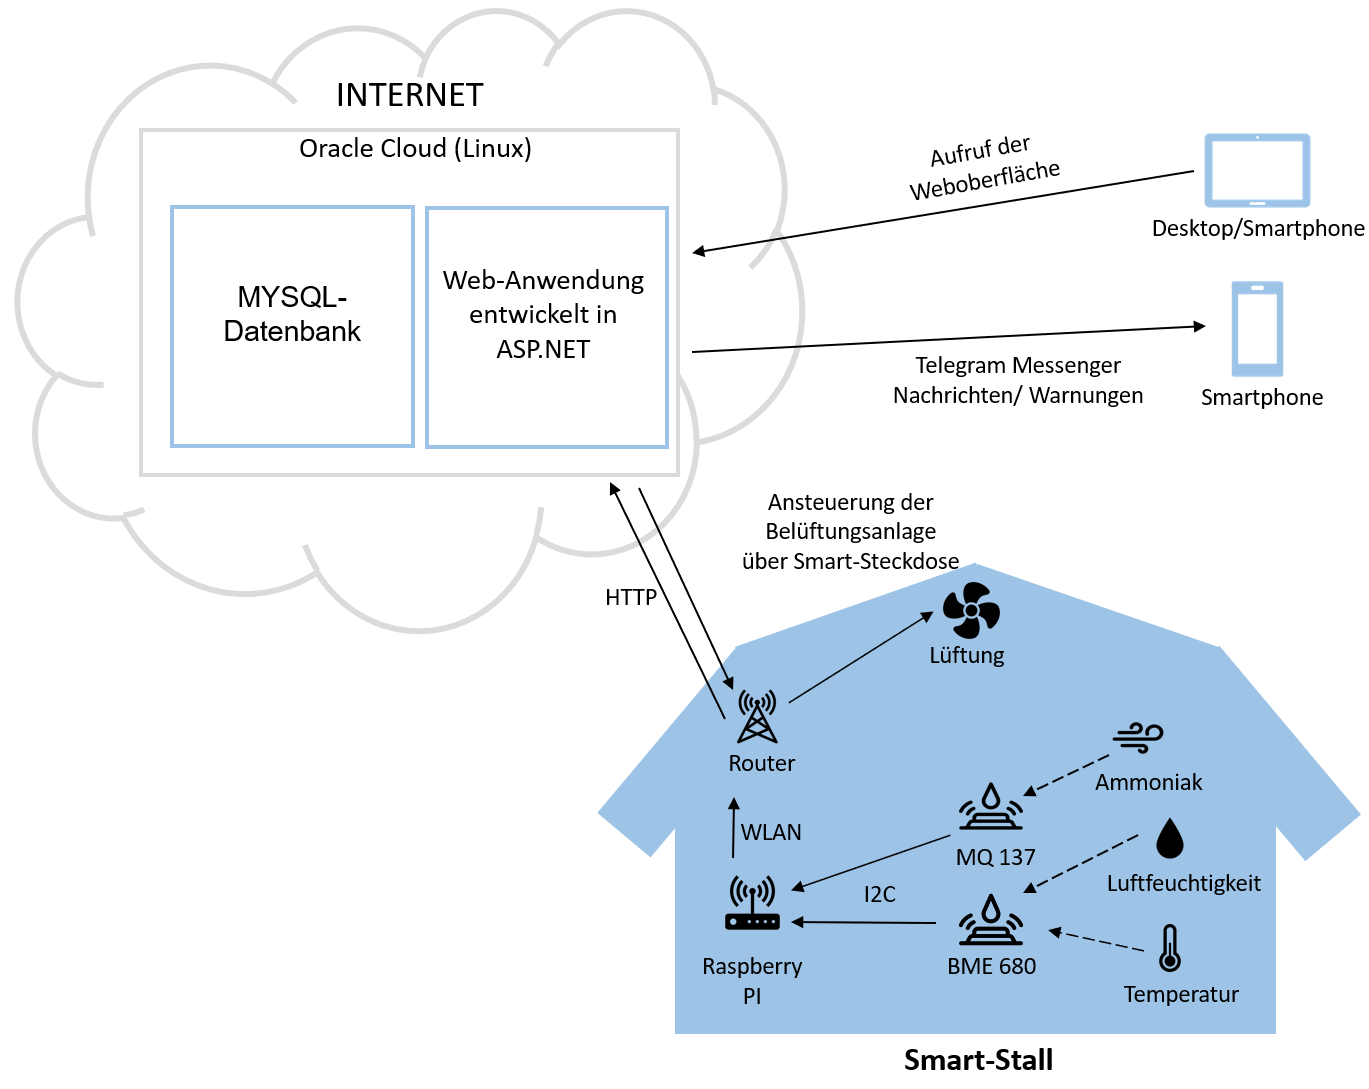 INTERNET
Oracle Cloud (Linux)
MYSQL-
Datenbank
Web-Anwendung
entwickelt in
ASP.NET
Aufruf der
Weboberfläche
Desktop/Smartphone
Telegram Messenger
Nachrichten/ Warnungen
Smartphone
Ansteuerung der
Belüftungsanlage
über Smart-Steckdose
HTTP
Lüftung
Router
Ammoniak
WLAN
MQ 137
Luftfeuchtigkeit
I2C
Raspberry
PI
BME 680
Temperatur
Smart-Stall